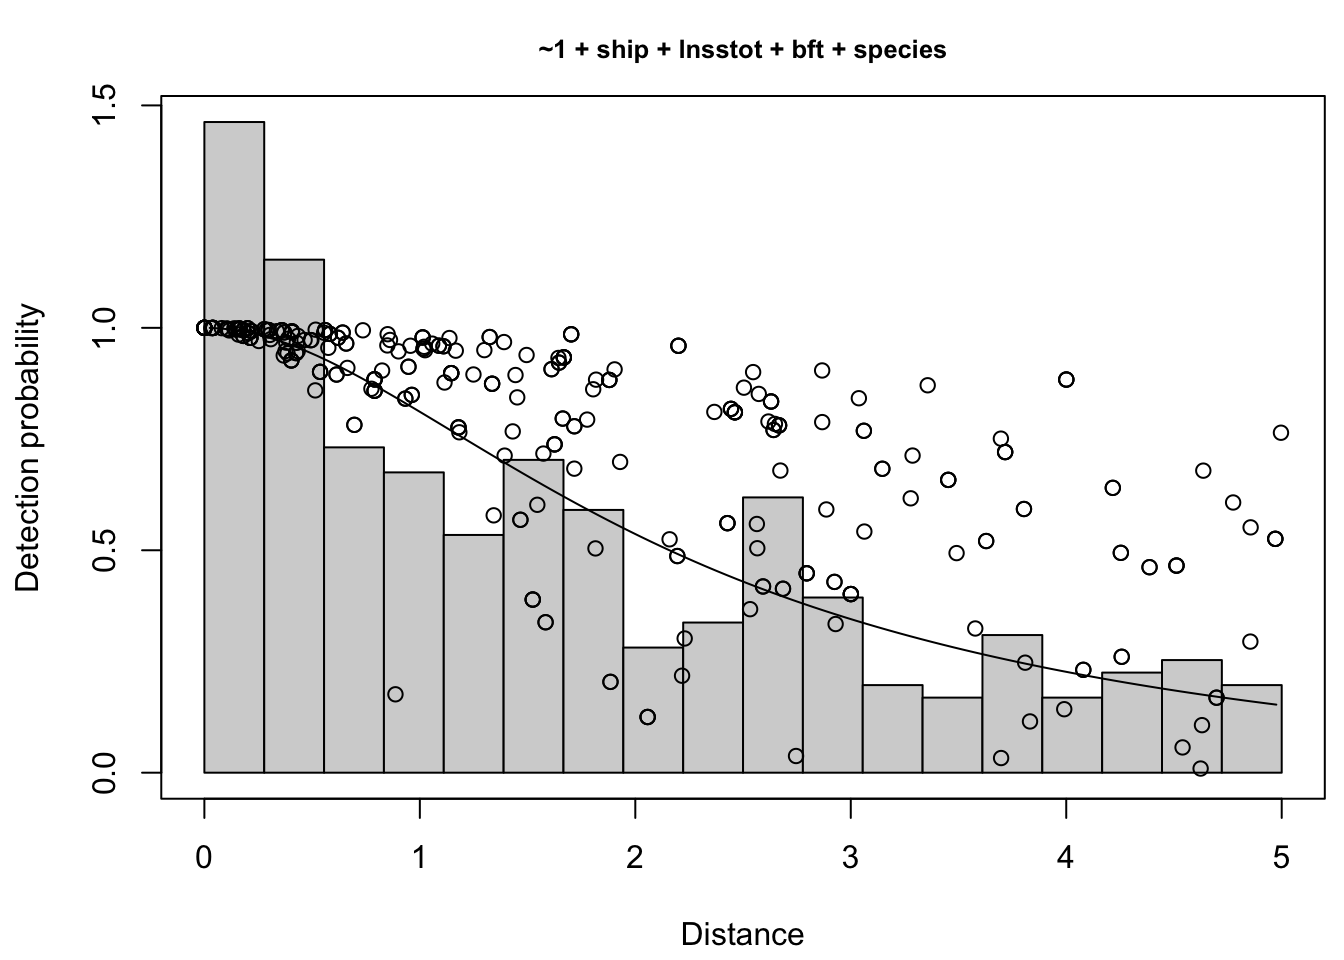 ~1 + ship + lnsstot + bft + species
1.5
1.0
0.5
0.0
Detection probability
0 1 2 3 4 5
Distance